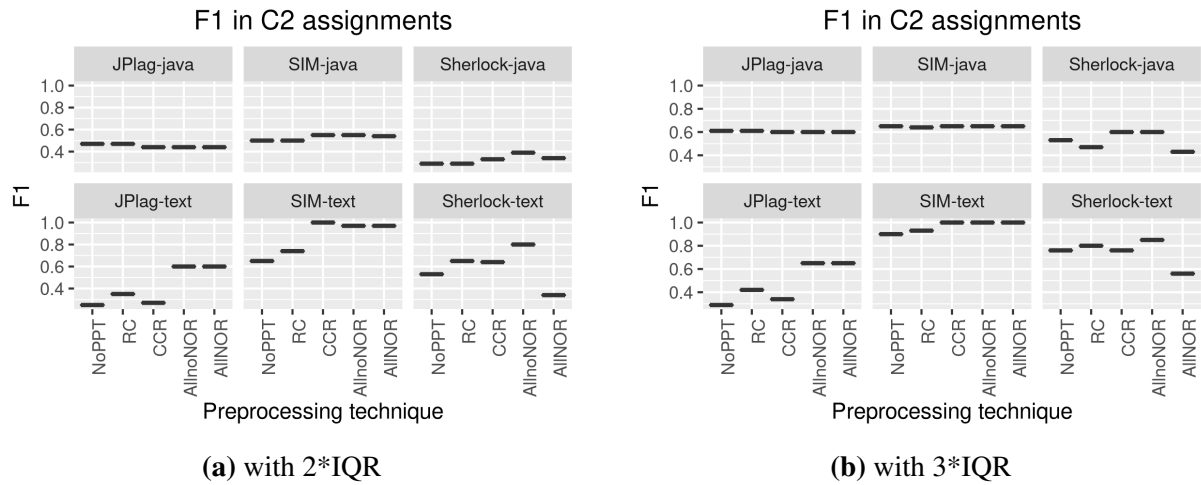 F1 in C2 assignments
JPlag-java SIM-java Sherlock-java
1.0
0.8
0.6
0.4
JPlag-text SIM-text Sherlock-text
1.0
0.8
0.6
0.4
F1
NoPPT RC CCR AllnoNOR AllNOR NoPPT RC CCR AllnoNOR AllNOR NoPPT RC CCR AllnoNOR AllNOR
Preprocessing technique
(a) with 2*IQR
F1 in C2 assignments
JPlag-java SIM-java Sherlock-java
1.0
0.8
0.6
0.4
JPlag-text SIM-text Sherlock-text
1.0
0.8
0.6
0.4
F1
NoPPT RC CCR AllnoNOR AllNOR NoPPT RC CCR AllnoNOR AllNOR NoPPT RC CCR AllnoNOR AllNOR
Preprocessing technique
(b) with 3*IQR